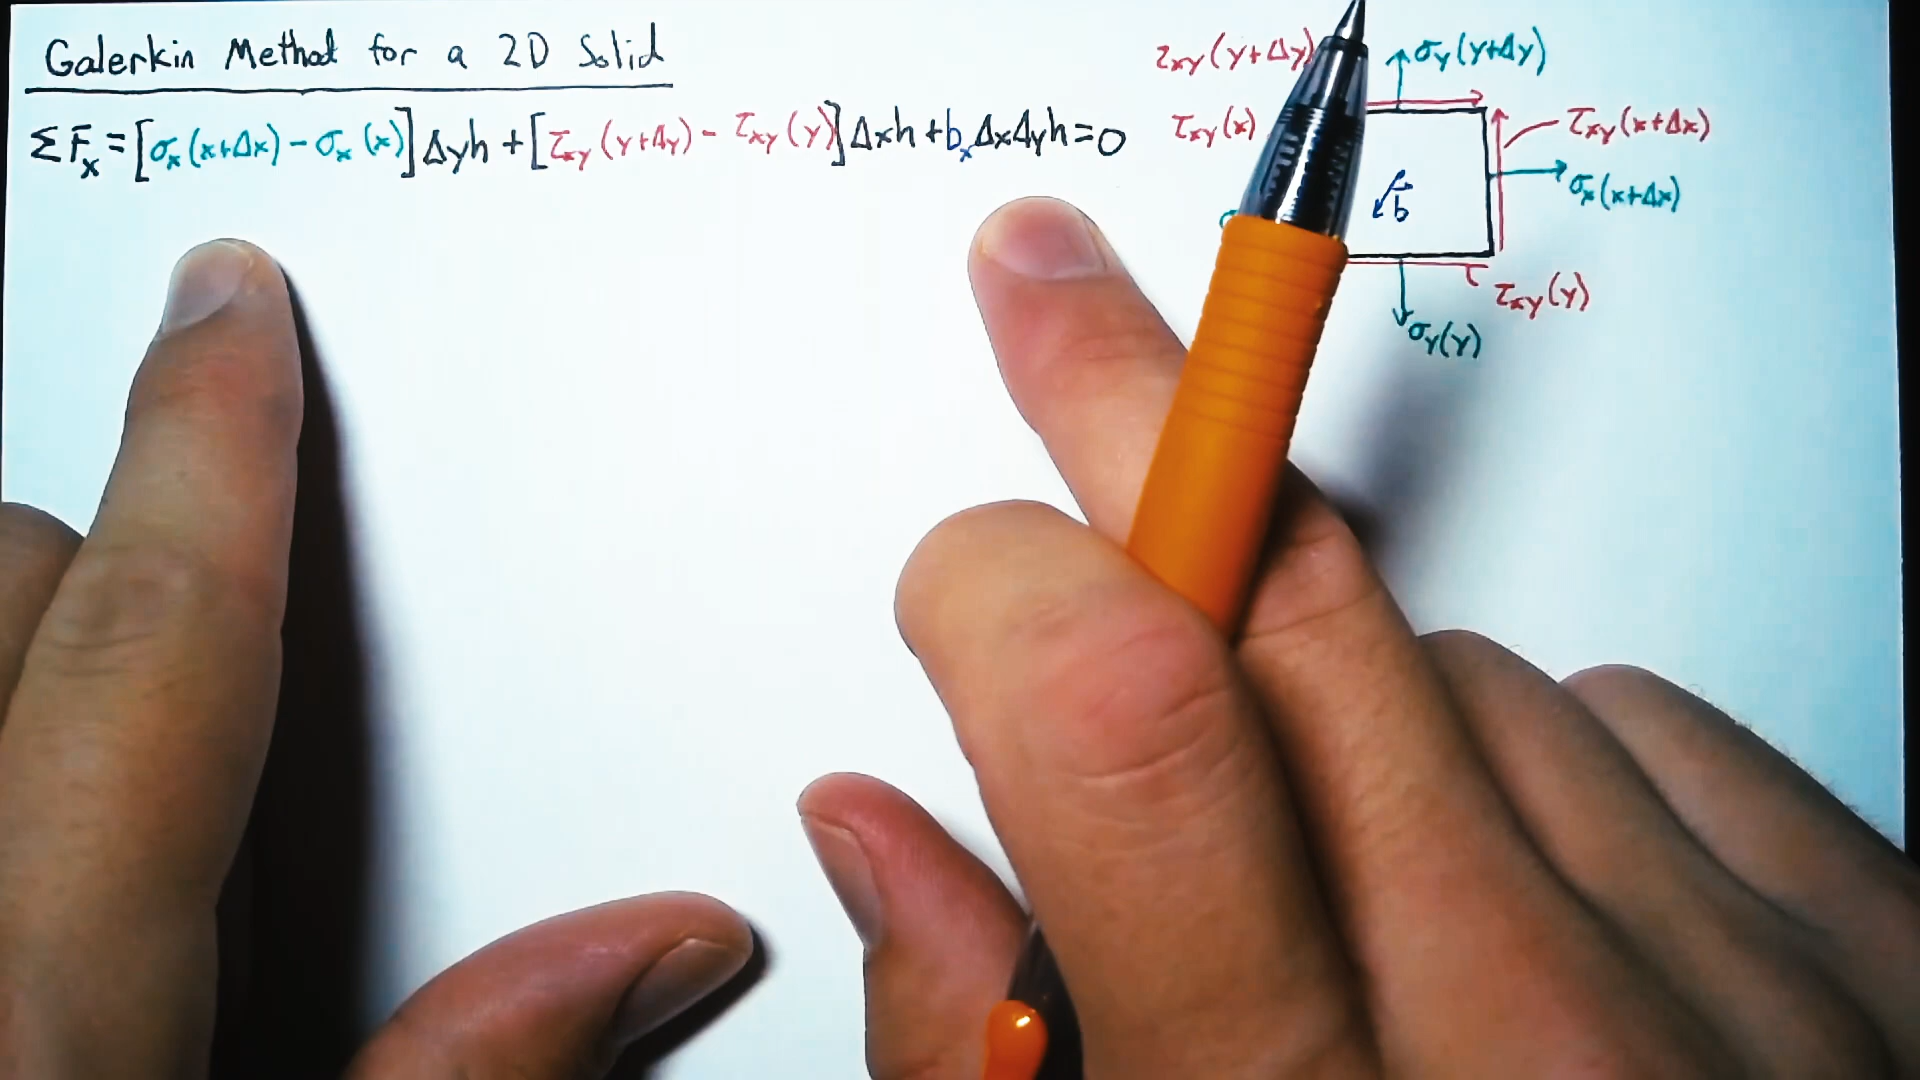 Galerkin Method for a 2D Solid
ΣFx = [σx(x+Δx) - σx(x)]Δyh + [τxy(y+Δy) - τxy(y)]Δxh + bxΔxΔyh = 0
τxy(y+Δy)
σy(y+Δy)
τxy(x)
τxy(x+Δx)
σx(x+Δx)
b
τxy(y)
σy(y)